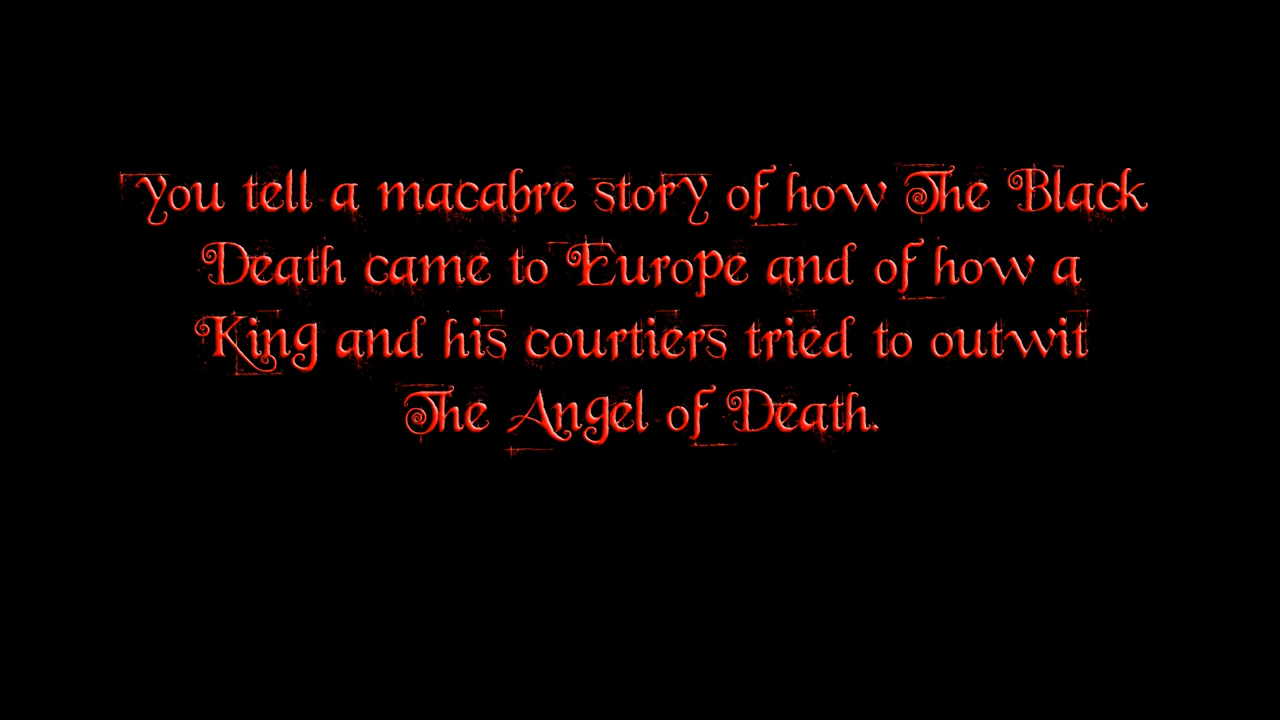 You tell a macabre story of how The Black
Death came to Europe and of how a
King and his courtiers tried to outwit
The Angel of Death.